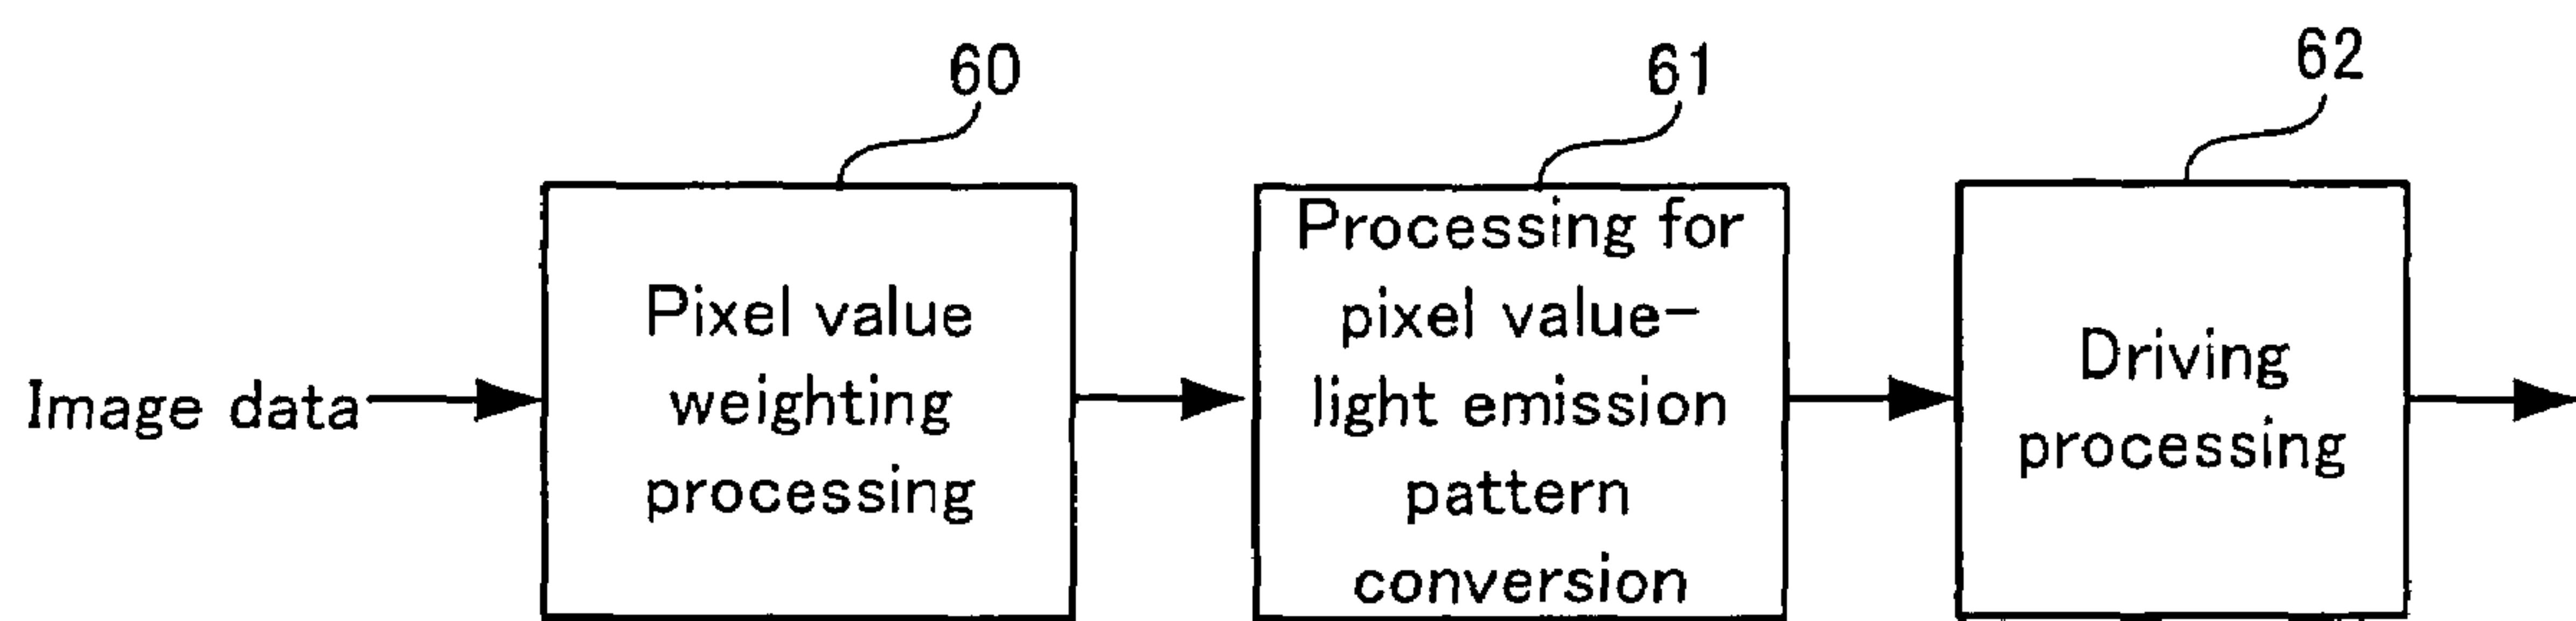 60
61
62
Image data
Pixel value
weighting
processing
Processing for
pixel value-
light emission
pattern
conversion
Driving
processing